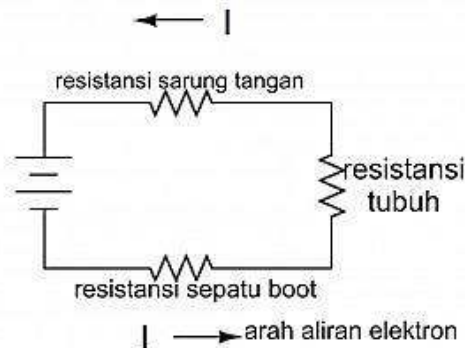 I
resistansi sarung tangan
resistansi
tubuh
resistansi sepatu boot
I
arah aliran elektron